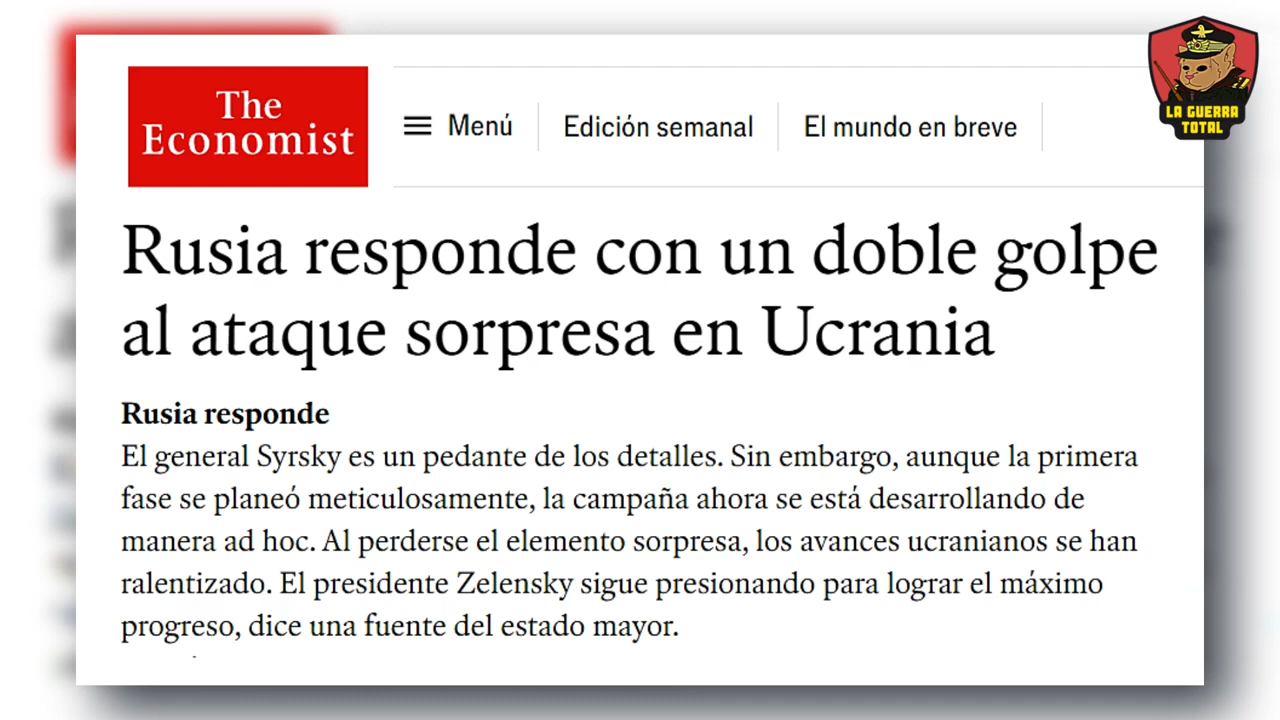 The
Economist
Menú
Edición semanal
El mundo en breve
LA GUERRA
TOTAL
Rusia responde con un doble golpe
al ataque sorpresa en Ucrania
Rusia responde
El general Syrsky es un pedante de los detalles. Sin embargo, aunque la primera
fase se planeó meticulosamente, la campaña ahora se está desarrollando de
manera ad hoc. Al perderse el elemento sorpresa, los avances ucranianos se han
ralentizado. El presidente Zelensky sigue presionando para lograr el máximo
progreso, dice una fuente del estado mayor.